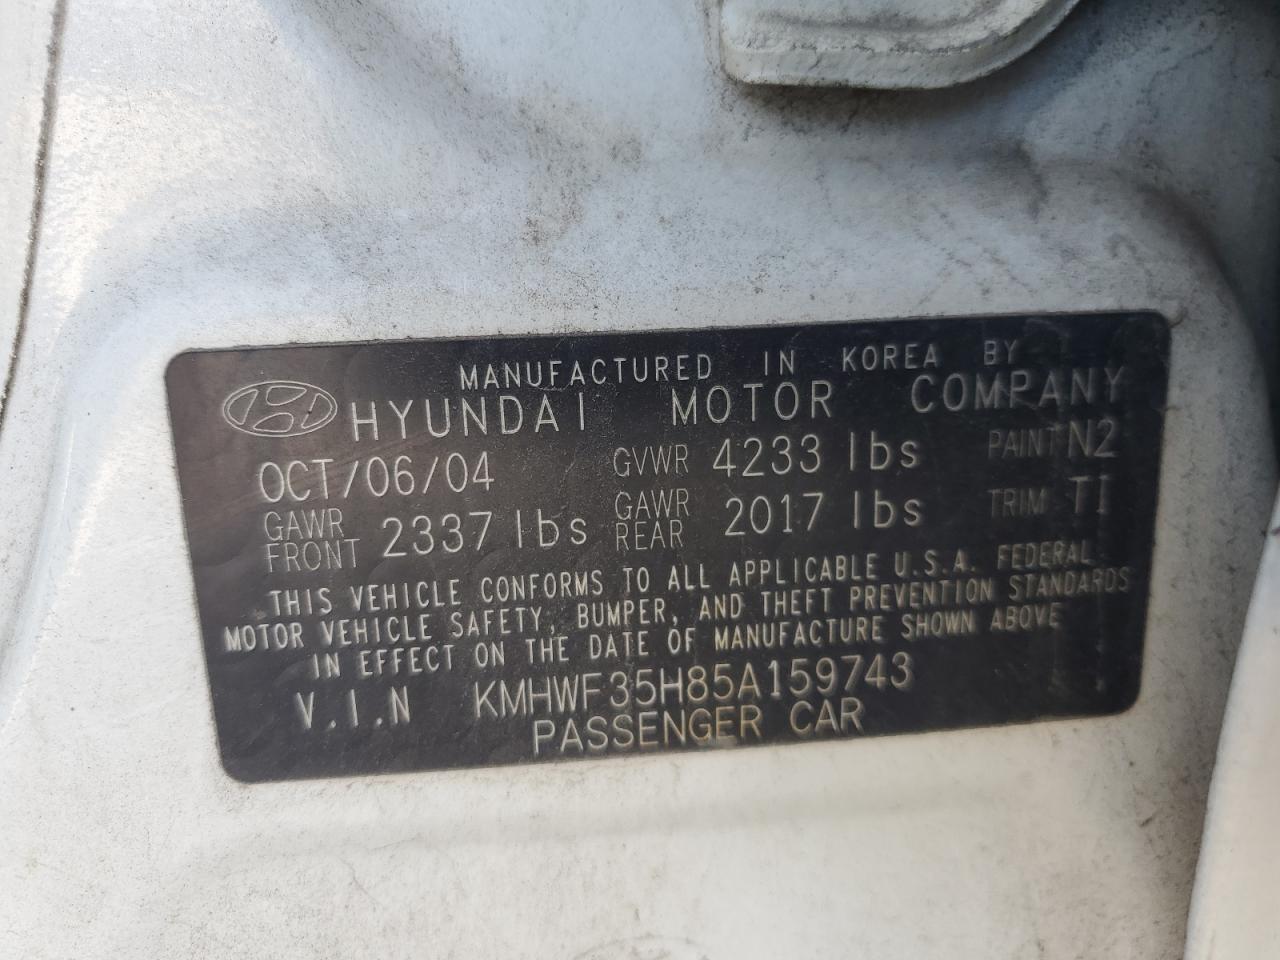 MANUFACTURED IN KOREA BY
HYUNDAI MOTOR COMPANY
OCT/06/04 GVWR 4233 lbs PAINT N2
GAWR FRONT 2337 lbs GAWR REAR 2017 lbs TRIM TI
THIS VEHICLE CONFORMS TO ALL APPLICABLE U.S.A. FEDERAL
MOTOR VEHICLE SAFETY, BUMPER, AND THEFT PREVENTION STANDARDS
IN EFFECT ON THE DATE OF MANUFACTURE SHOWN ABOVE
V.I.N KMHWF35H85A159743
PASSENGER CAR